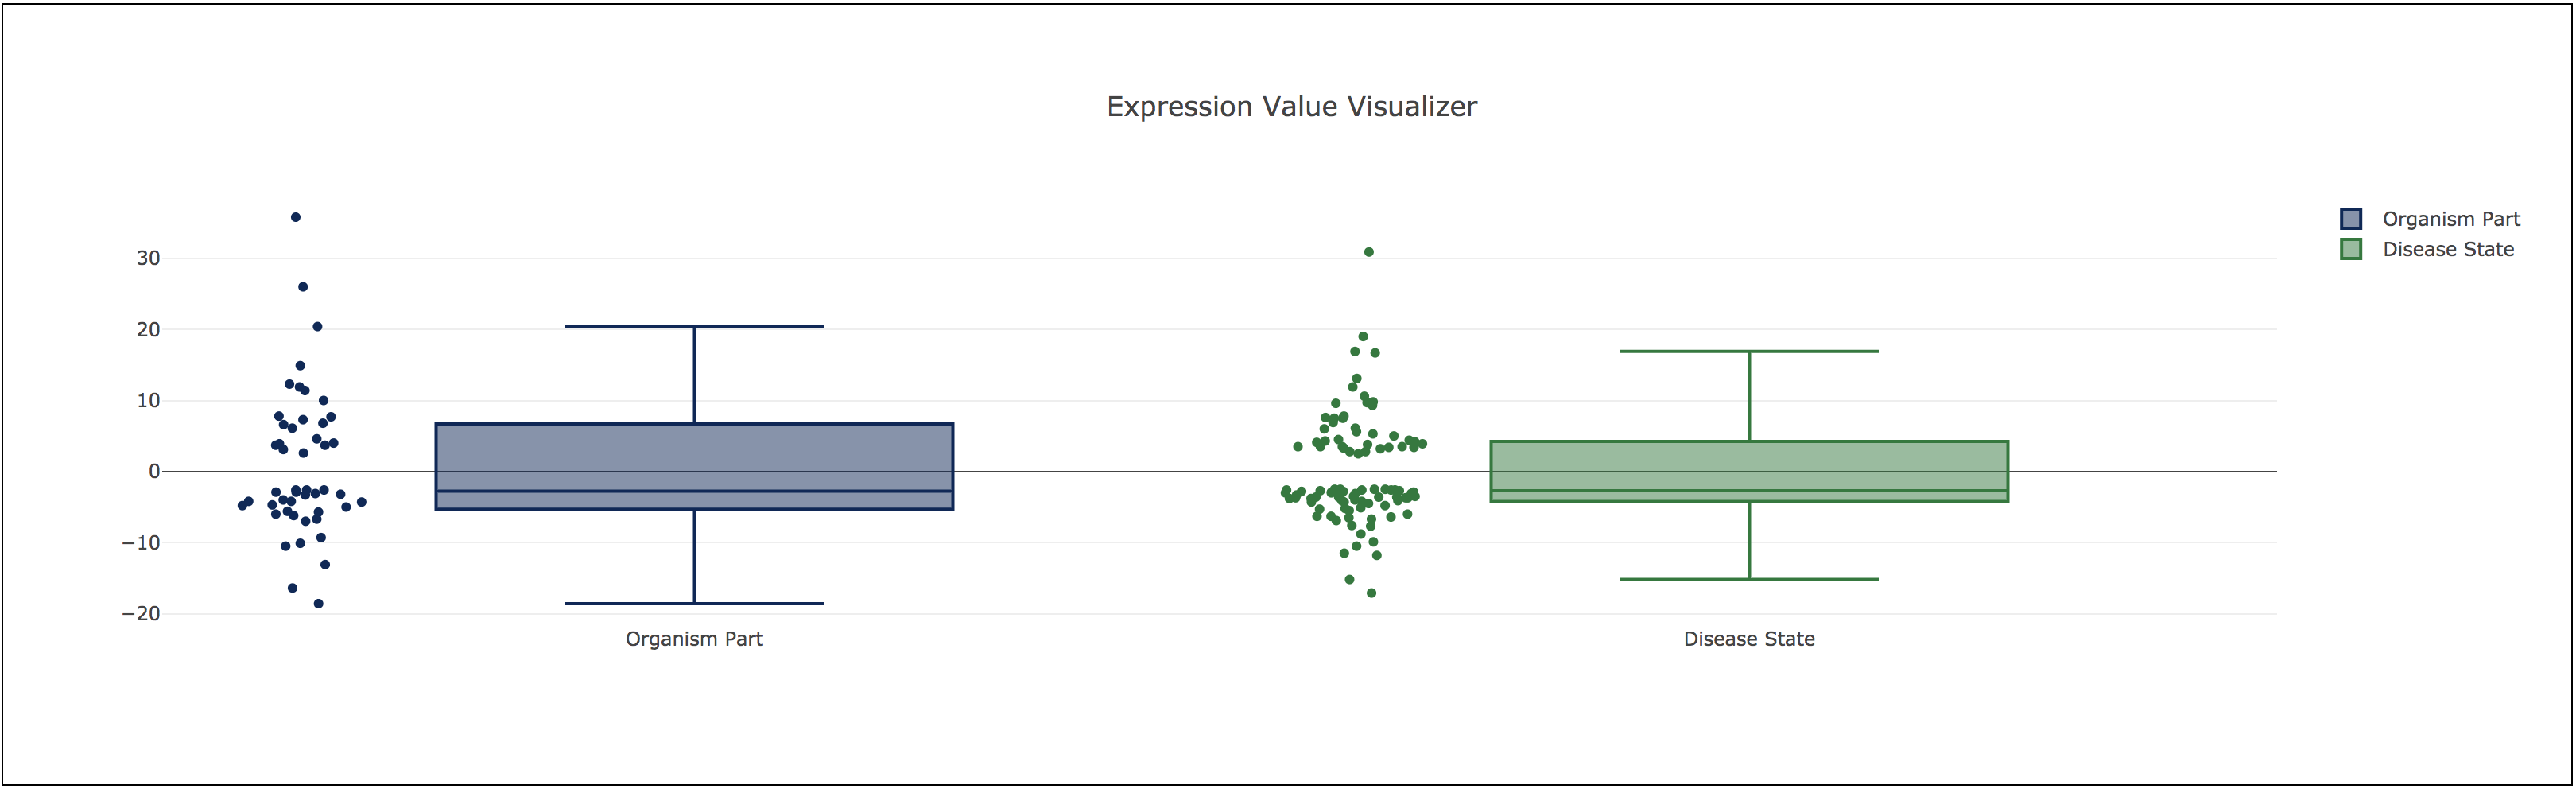 Expression Value Visualizer
Organism Part
Disease State
30
20
10
0
−10
−20
Organism Part
Disease State